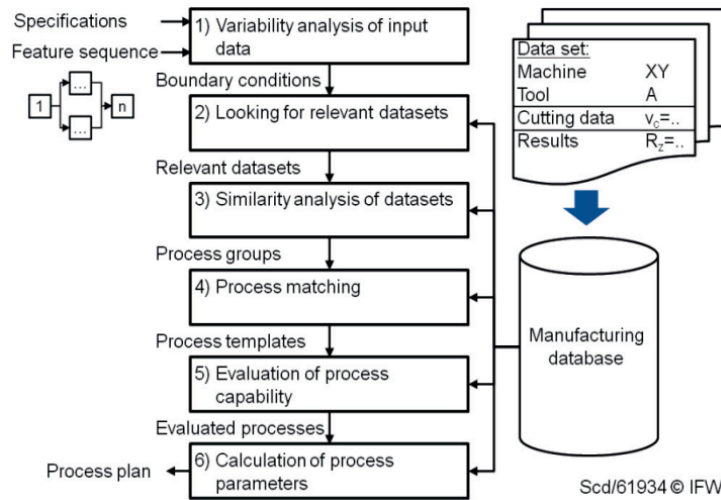 Specifications
Feature sequence
1
...
...
n
1) Variability analysis of input
data
Boundary conditions
2) Looking for relevant datasets
Relevant datasets
3) Similarity analysis of datasets
Process groups
4) Process matching
Process templates
5) Evaluation of process
capability
Evaluated processes
6) Calculation of process
parameters
Process plan
Data set:
Machine XY
Tool A
Cutting data v_c=..
Results R_z=..
Manufacturing
database
Scd/61934 © IFW